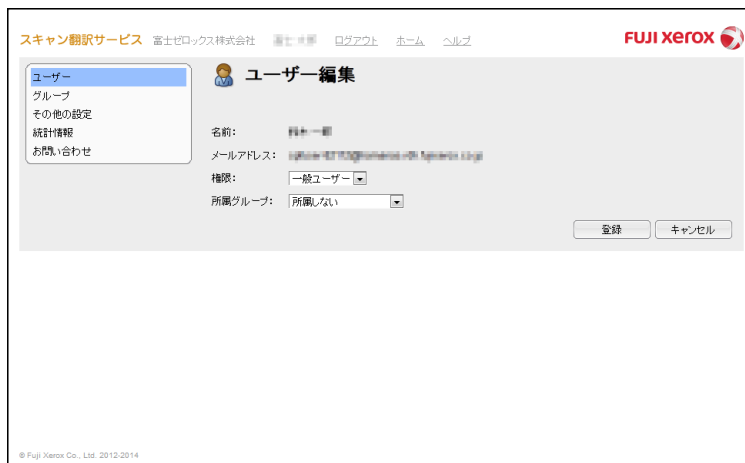 スキャン翻訳サービス 富士ゼロックス株式会社 ログアウト ホーム ヘルプ FUJI xerox
ユーザー
グループ
その他の設定
統計情報
お問い合わせ
ユーザー編集
名前:
メールアドレス:
権限: 一般ユーザー
所属グループ: 所属しない
登録 キャンセル
© Fuji Xerox Co., Ltd. 2012-2014